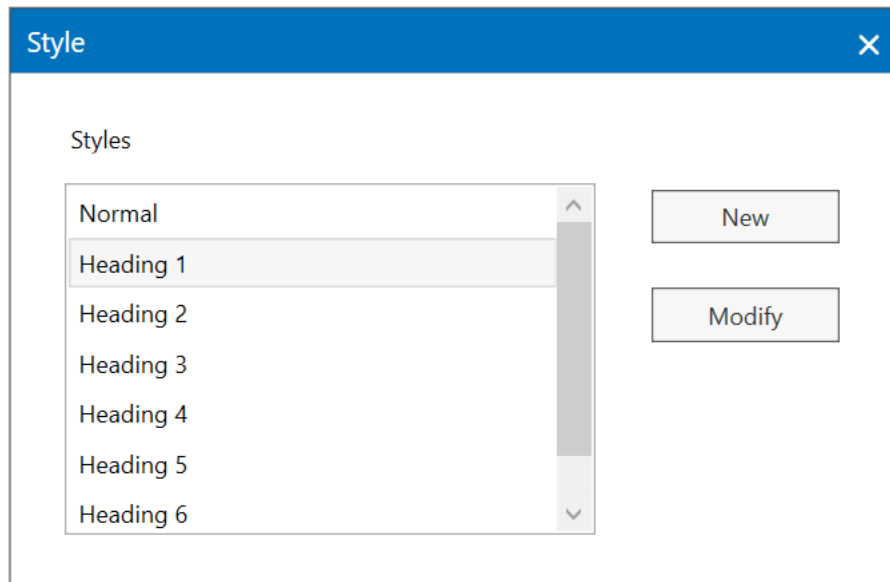 Style
Styles
Normal
Heading 1
Heading 2
Heading 3
Heading 4
Heading 5
Heading 6
New
Modify